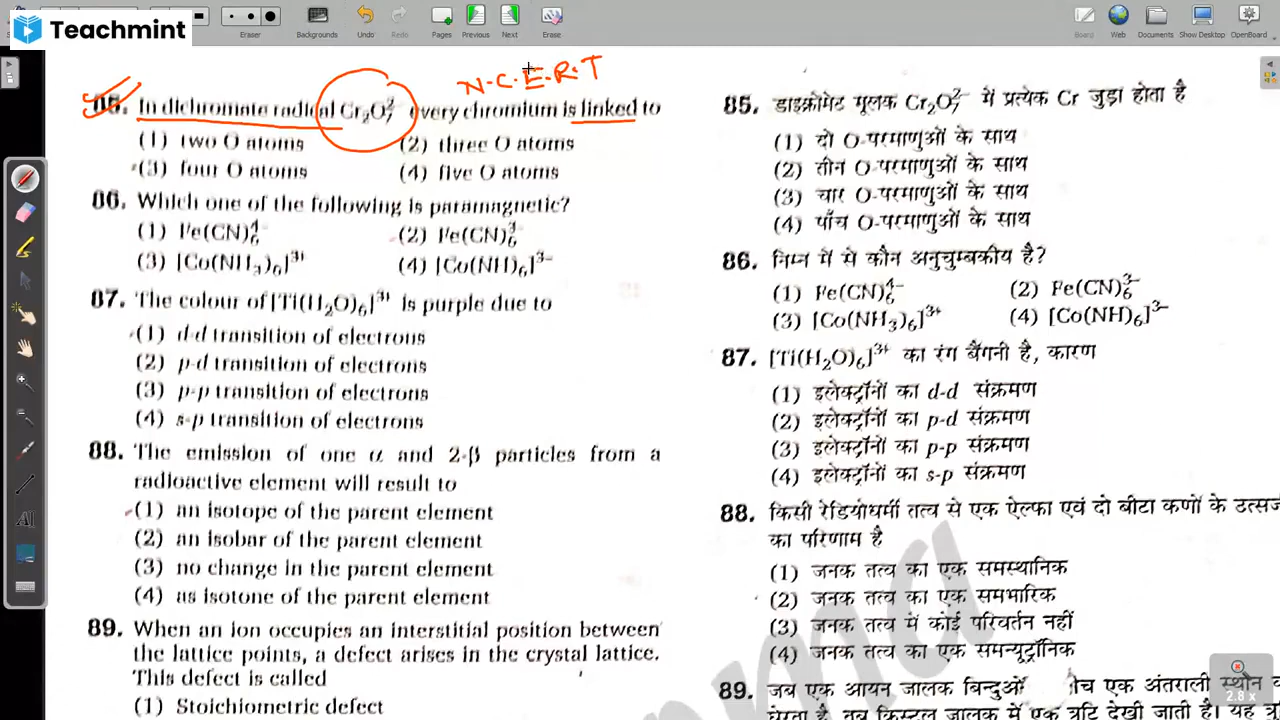 Eraser
Backgrounds
Undo
Redo
Pages
Previous
Next
Erase
Board
Web
Documents
Show Desktop
OpenBoard
Teachmint
N.C.E.R.T
85. In dichromate radical Cr₂O₇²⁻ every chromium is linked to
(1) two O atoms (2) three O atoms
(3) four O atoms (4) five O atoms
86. Which one of the following is paramagnetic?
(1) Fe(CN)₆⁴⁻ (2) Fe(CN)₆³⁻
(3) [Co(NH₃)₆]³⁺ (4) [Co(NH)₆]³⁻
87. The colour of [Ti(H₂O)₆]³⁺ is purple due to
(1) d-d transition of electrons
(2) p-d transition of electrons
(3) p-p transition of electrons
(4) s-p transition of electrons
88. The emission of one α and 2-β particles from a
radioactive element will result to
(1) an isotope of the parent element
(2) an isobar of the parent element
(3) no change in the parent element
(4) as isotone of the parent element
89. When an ion occupies an interstitial position between
the lattice points, a defect arises in the crystal lattice.
This defect is called
(1) Stoichiometric defect
85. डाइक्रोमेट मूलक Cr₂O₇²⁻ में प्रत्येक Cr जुड़ा होता है
(1) दो O-परमाणुओं के साथ
(2) तीन O-परमाणुओं के साथ
(3) चार O-परमाणुओं के साथ
(4) पाँच O-परमाणुओं के साथ
86. निम्न में से कौन अनुचुम्बकीय है?
(1) Fe(CN)₆⁴⁻ (2) Fe(CN)₆³⁻
(3) [Co(NH₃)₆]³⁺ (4) [Co(NH)₆]³⁻
87. [Ti(H₂O)₆]³⁺ का रंग बैंगनी है, कारण
(1) इलेक्ट्रॉनों का d-d संक्रमण
(2) इलेक्ट्रॉनों का p-d संक्रमण
(3) इलेक्ट्रॉनों का p-p संक्रमण
(4) इलेक्ट्रॉनों का s-p संक्रमण
88. किसी रेडियोधर्मी तत्व से एक ऐल्फा एवं दो बीटा कणों के
का परिणाम है
(1) जनक तत्व का एक समस्थानिक
(2) जनक तत्व का एक समभारिक
(3) जनक तत्व में कोई परिवर्तन नहीं
(4) जनक तत्व का एक समन्यूट्रॉनिक
89. जब एक आयन जालक बिन्दुओं एक अंतराली स्थान
2.8 x